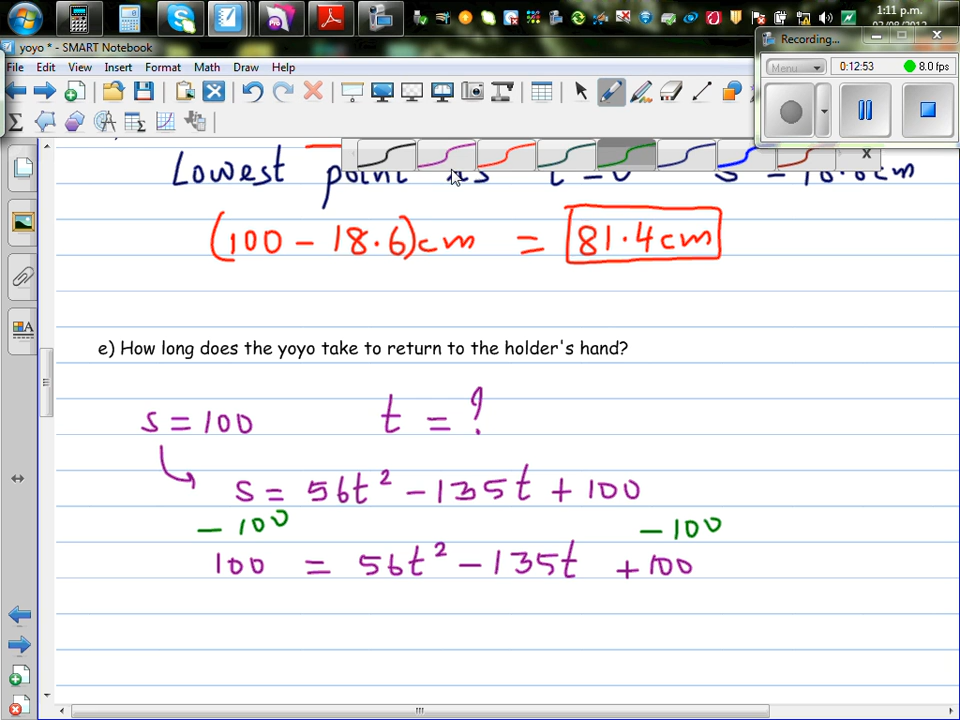 1:11 p.m.
yoyo * - SMART Notebook
Recording...
File Edit View Insert Format Math Draw Help
Menu 0:12:53 8.0 fps
Lowest point
(100 - 18.6)cm = 81.4cm
e) How long does the yoyo take to return to the holder's hand?
s = 100 t = ?
s = 56t² - 135t + 100
- 100 - 100
100 = 56t² - 135t + 100